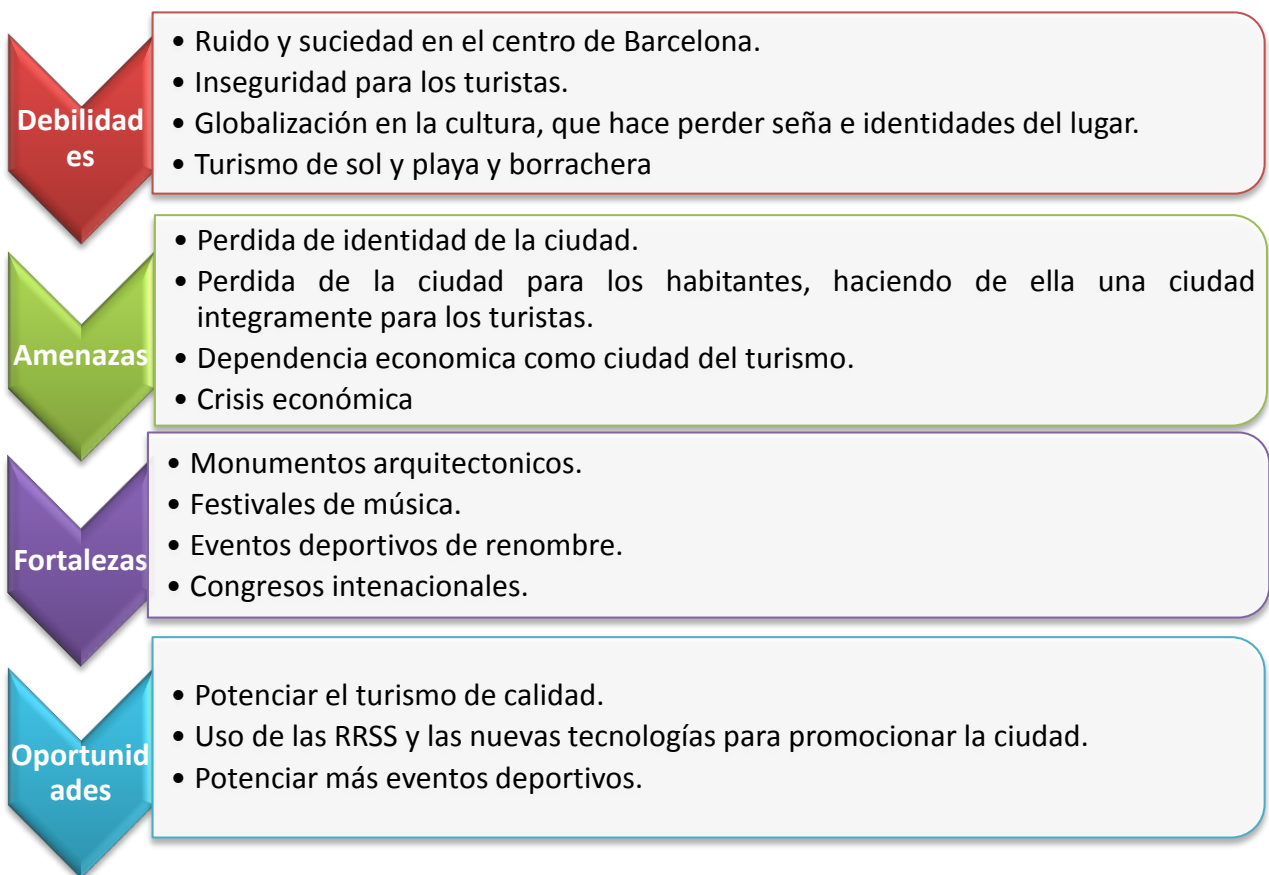 Debilidad
es
• Ruido y suciedad en el centro de Barcelona.
• Inseguridad para los turistas.
• Globalización en la cultura, que hace perder seña e identidades del lugar.
• Turismo de sol y playa y borrachera
Amenazas
• Perdida de identidad de la ciudad.
• Perdida de la ciudad para los habitantes, haciendo de ella una ciudad
integramente para los turistas.
• Dependencia economica como ciudad del turismo.
• Crisis económica
Fortalezas
• Monumentos arquitectonicos.
• Festivales de música.
• Eventos deportivos de renombre.
• Congresos intenacionales.
Oportunid
ades
• Potenciar el turismo de calidad.
• Uso de las RRSS y las nuevas tecnologías para promocionar la ciudad.
• Potenciar más eventos deportivos.